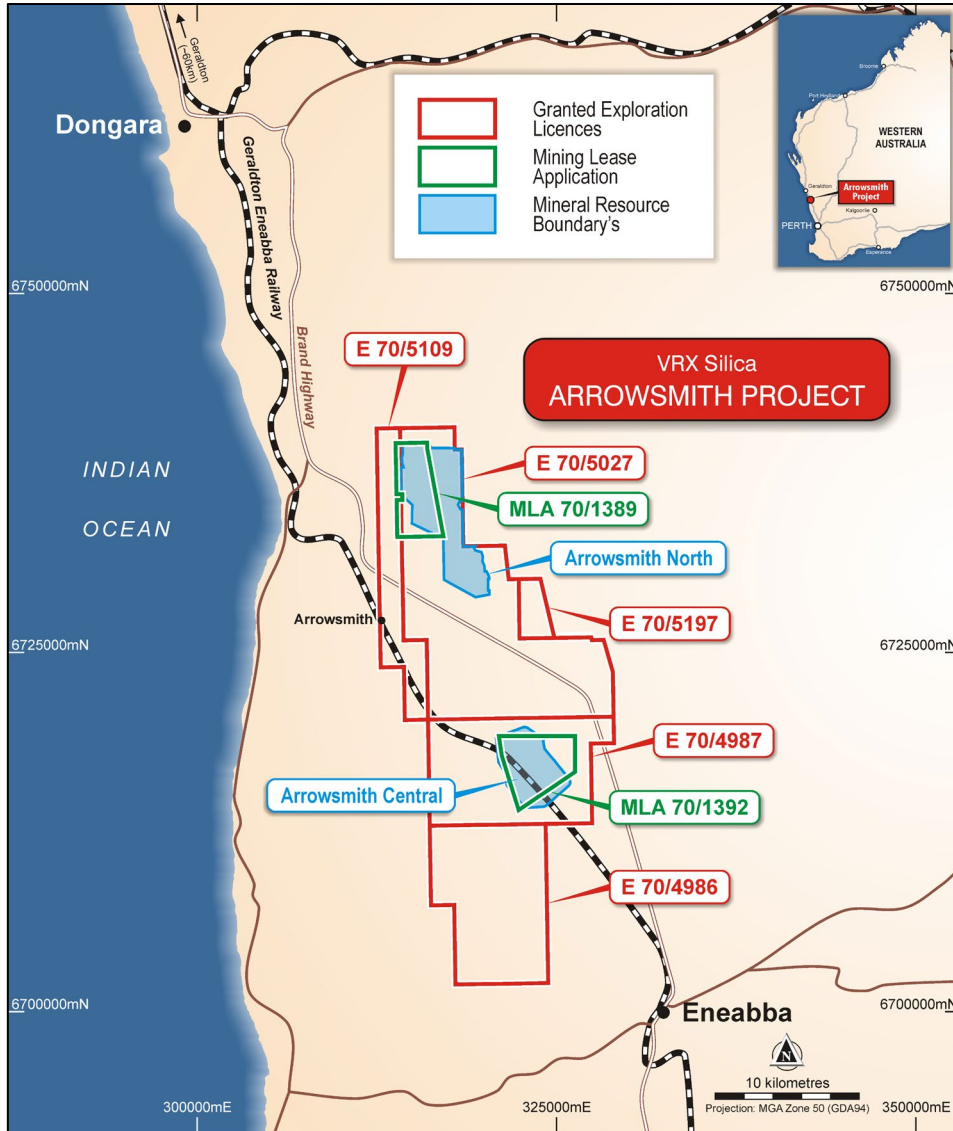 Geraldton
(~60km)
Dongara
Geraldton Eneabba Railway
Brand Highway
Granted Exploration
Licences
Mining Lease
Application
Mineral Resource
Boundary's
Broome
Port Hedland
WESTERN
AUSTRALIA
Geraldton
Arrowsmith
Project
Kalgoorlie
PERTH
Esperance
6750000mN
6750000mN
E 70/5109
VRX Silica
ARROWSMITH PROJECT
INDIAN
OCEAN
E 70/5027
MLA 70/1389
Arrowsmith North
Arrowsmith
E 70/5197
6725000mN
6725000mN
E 70/4987
Arrowsmith Central
MLA 70/1392
E 70/4986
6700000mN
6700000mN
Eneabba
N
10 kilometres
Projection: MGA Zone 50 (GDA94)
300000mE
325000mE
350000mE